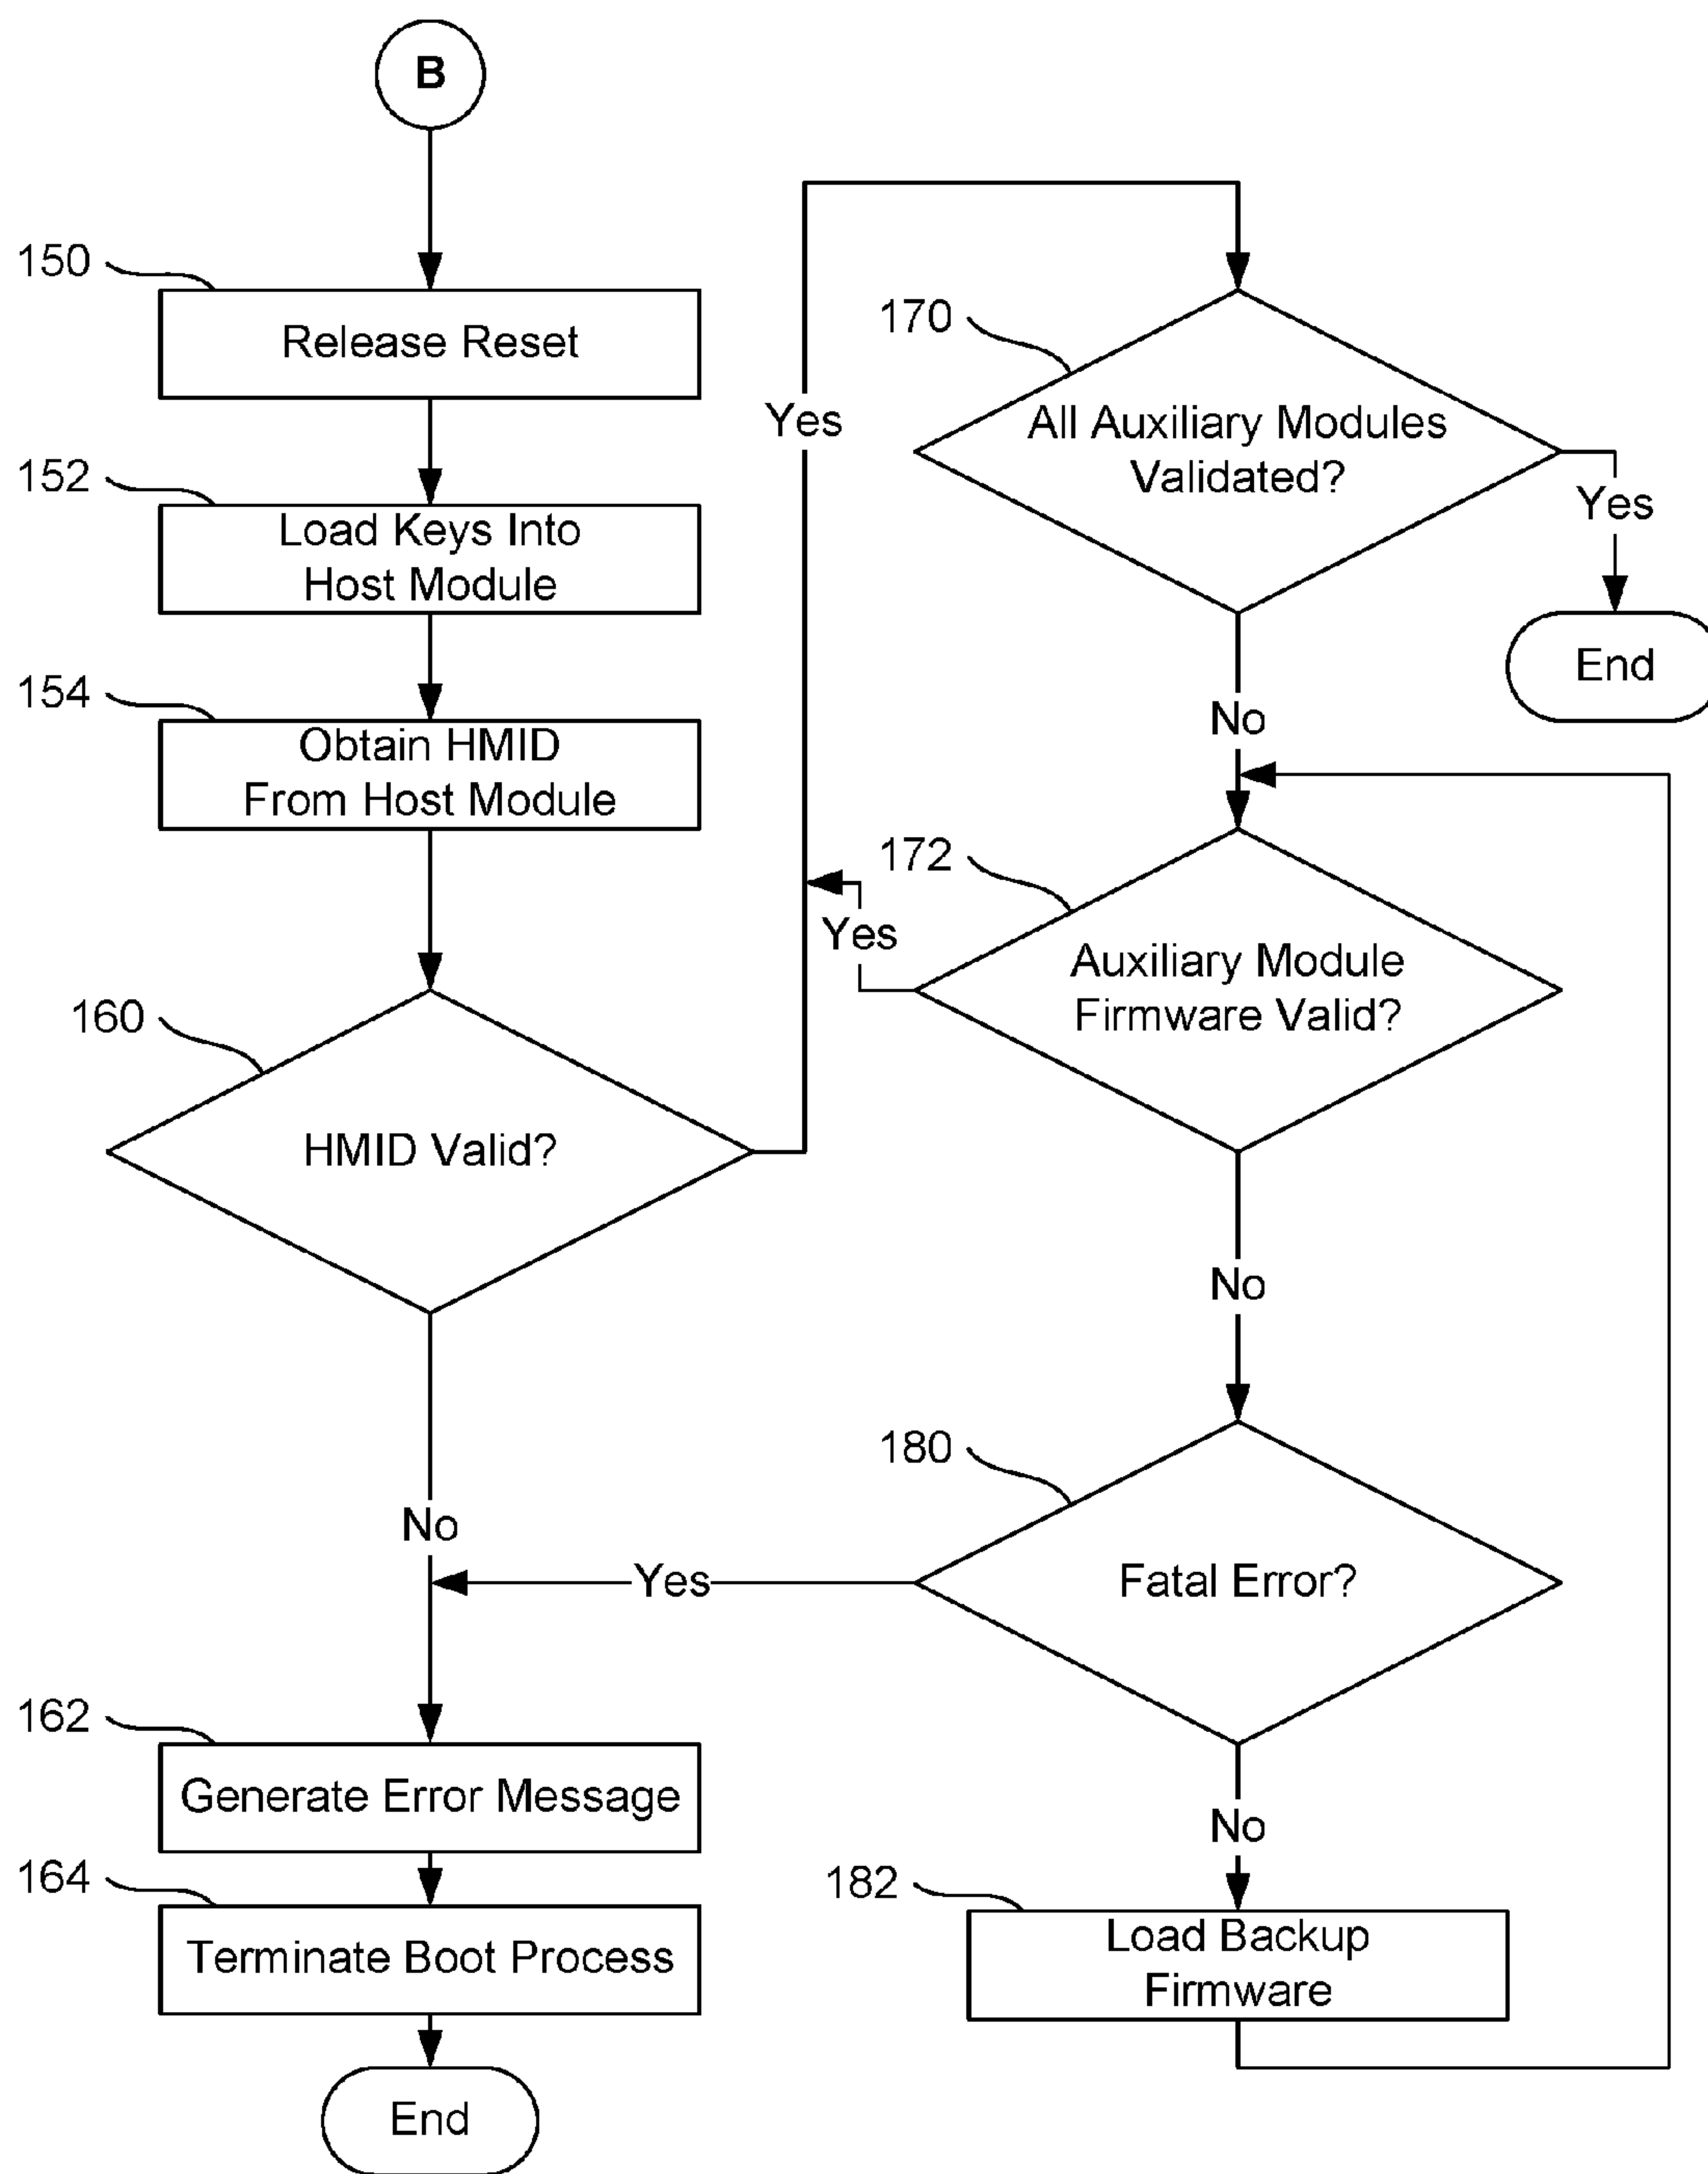 B
150
Release Reset
152
Load Keys Into
Host Module
154
Obtain HMID
From Host Module
160
HMID Valid?
Yes
No
162
Generate Error Message
164
Terminate Boot Process
End
170
All Auxiliary Modules
Validated?
Yes
End
No
172
Auxiliary Module
Firmware Valid?
Yes
No
180
Fatal Error?
Yes
No
182
Load Backup
Firmware